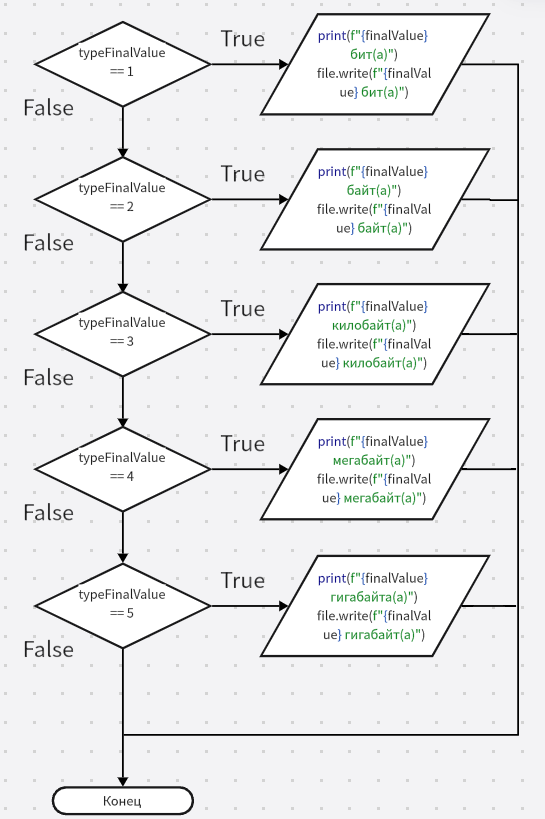 True
typeFinalValue
== 1
print(f"{finalValue}
бит(а)")
file.write(f"{finalVal
ue} бит(а)")
False
True
typeFinalValue
== 2
print(f"{finalValue}
байт(а)")
file.write(f"{finalVal
ue} байт(а)")
False
True
typeFinalValue
== 3
print(f"{finalValue}
килобайт(а)")
file.write(f"{finalVal
ue} килобайт(а)")
False
True
typeFinalValue
== 4
print(f"{finalValue}
мегабайт(а)")
file.write(f"{finalVal
ue} мегабайт(а)")
False
True
typeFinalValue
== 5
print(f"{finalValue}
гигабайта(а)")
file.write(f"{finalVal
ue} гигабайт(а)")
False
Конец